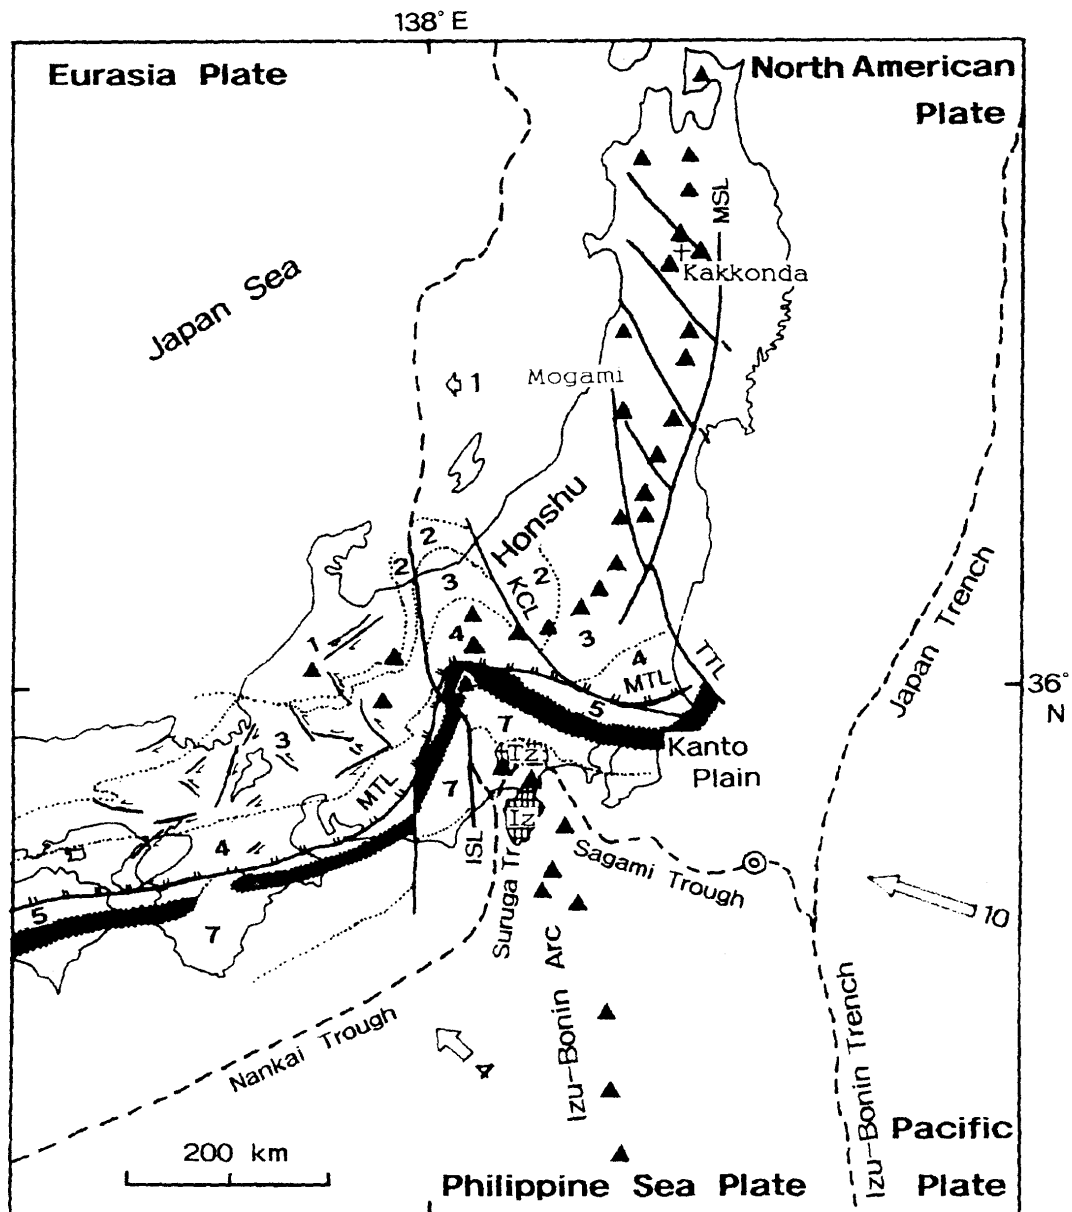 138° E
Eurasia Plate
North American
Plate
MSL
Kakkonda
Japan Sea
1
Mogami
Honshu
2
2
2
3
KCL
Japan Trench
1
4
3
4
TTL
MTL
36°
N
5
3
7
Kanto
Plain
Iz
MTL
7
Iz
4
ISL
Suruga Tr
Sagami Trough
10
5
7
Izu-Bonin Arc
Izu-Bonin Trench
Nankai Trough
4
200 km
Pacific
Plate
Philippine Sea Plate